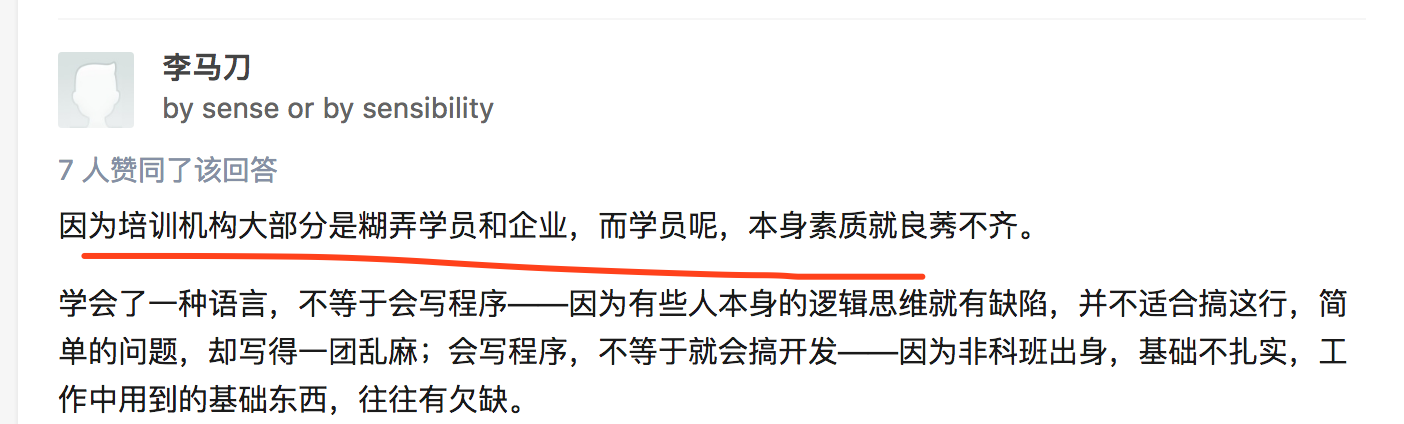 李马刀
by sense or by sensibility
7 人赞同了该回答
因为培训机构大部分是糊弄学员和企业，而学员呢，本身素质就良莠不齐。
学会了一种语言，不等于会写程序——因为有些人本身的逻辑思维就有缺陷，并不适合搞这行，简
单的问题，却写得一团乱麻；会写程序，不等于就会搞开发——因为非科班出身，基础不扎实，工
作中用到的基础东西，往往有欠缺。